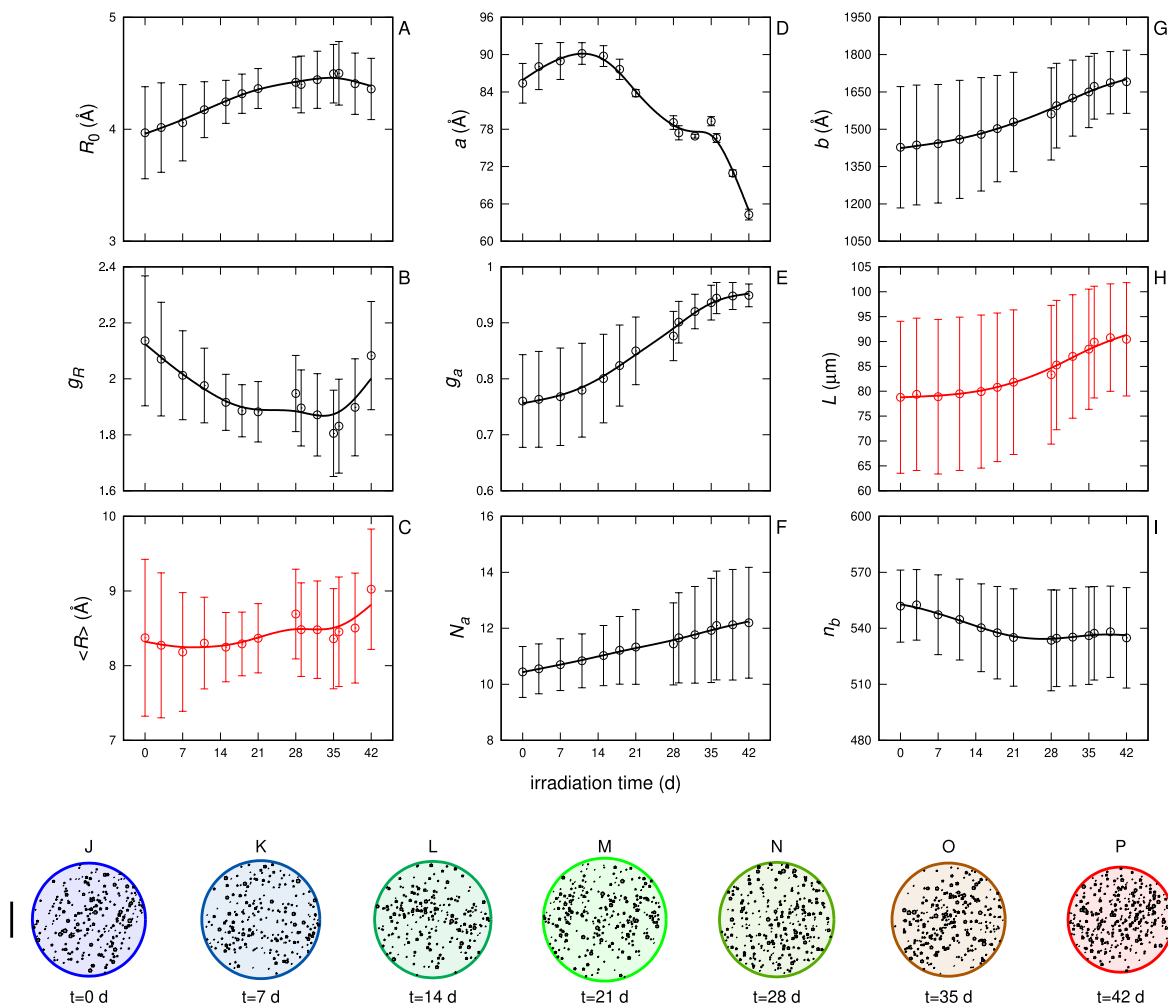 A
5
4
3
R0 (Å)
D
96
90
84
78
72
66
60
a (Å)
G
1950
1800
1650
1500
1350
1200
1050
b (Å)
B
2.4
2.2
2
1.8
1.6
gR
E
1
0.9
0.8
0.7
0.6
ga
H
105
100
95
90
85
80
75
70
65
60
L (μm)
C
10
9
8
7
<R> (Å)
0 7 14 21 28 35 42
F
16
14
12
10
8
Na
0 7 14 21 28 35 42
I
600
570
540
510
480
nb
0 7 14 21 28 35 42
irradiation time (d)
J K L M N O P
t=0 d t=7 d t=14 d t=21 d t=28 d t=35 d t=42 d